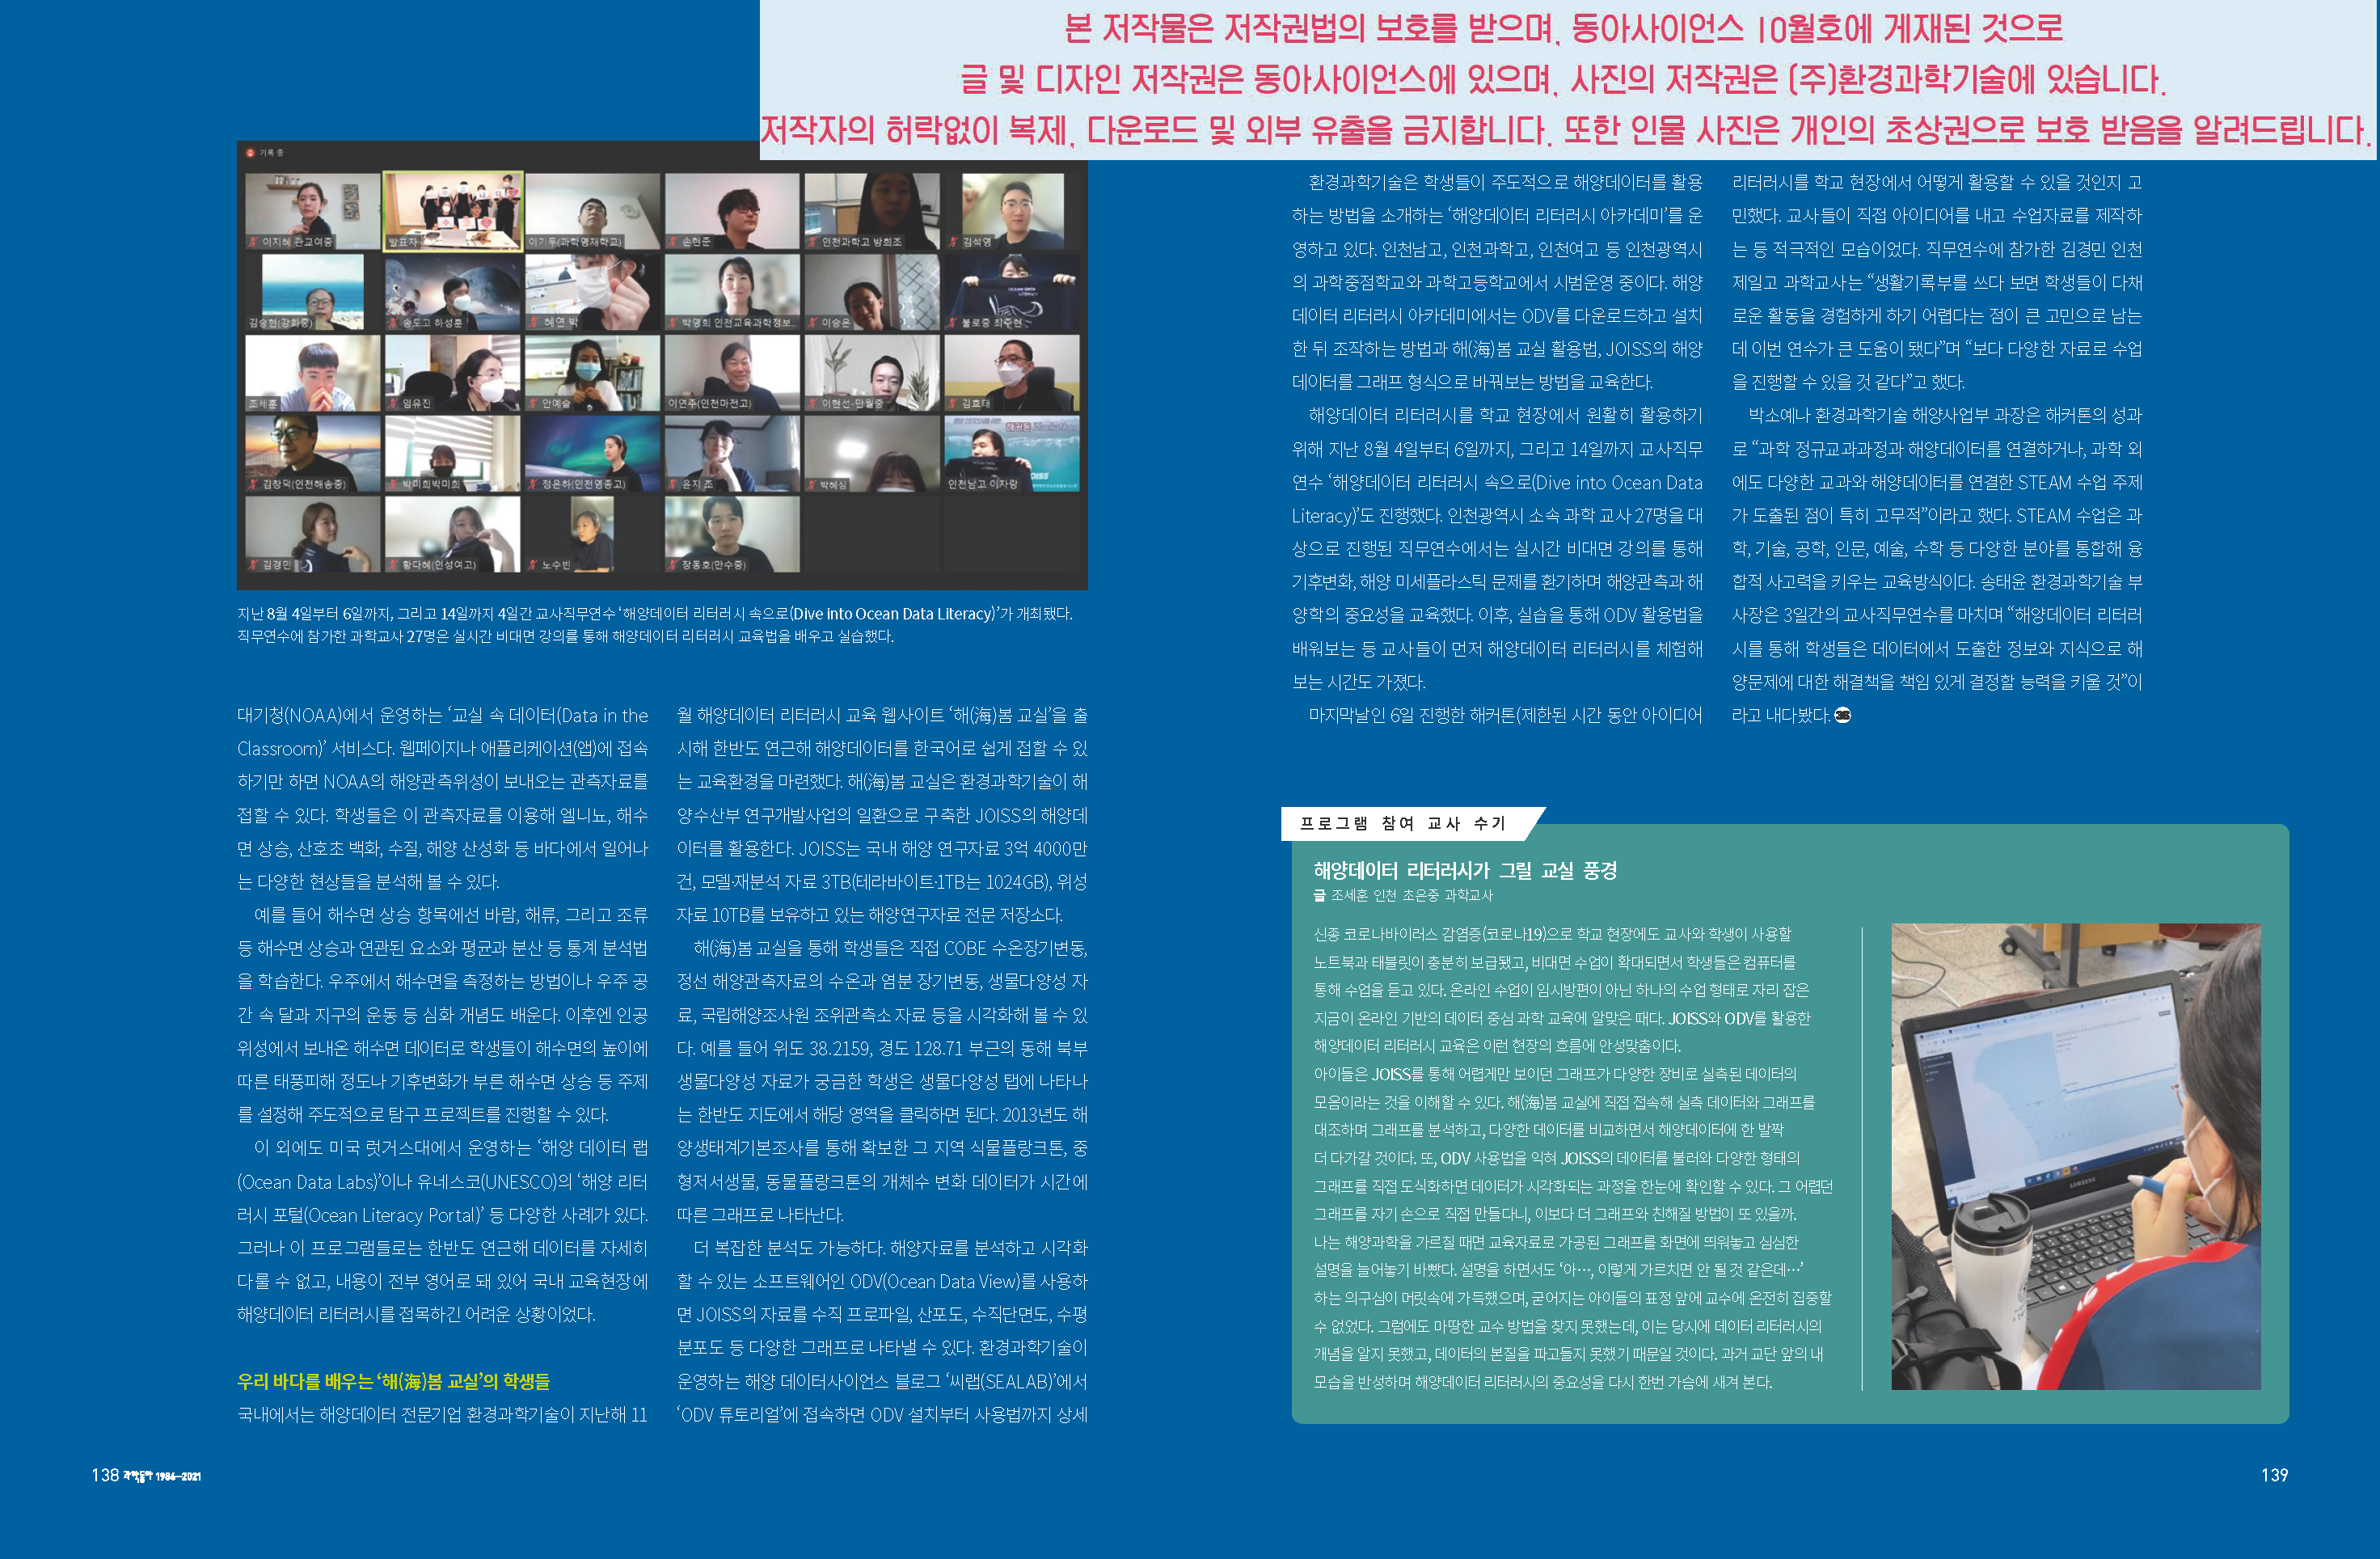 본 저작물은 저작권법의 보호를 받으며, 동아사이언스 10월호에 게재된 것으로
글 및 디자인 저작권은 동아사이언스에 있으며, 사진의 저작권은 (주)환경과학기술에 있습니다.
저작자의 허락없이 복제, 다운로드 및 외부 유출을 금지합니다. 또한 인물 사진은 개인의 초상권으로 보호 받음을 알려드립니다.
기록 중
이지혜 관교여중
발표자
이기루(과학영재학교)
손현준
인천과학고 방희조
김석영
김송현(강화중)
송도고 하성훈
혜연 박
박영희 인천교육과학정보...
이승은
불로중 최주현
조세훈
엄유진
안예슬
이연주(인천마전고)
이현선-만월중
김효태
김창덕(인천해송중)
박미희박미희
정은하(인천영종고)
윤지 조
박혜심
인천남고 이자랑
김경민
황다혜(인성여고)
노수빈
장동호(만수중)
지난 8월 4일부터 6일까지, 그리고 14일까지 4일간 교사직무연수 ‘해양데이터 리터러시 속으로(Dive into Ocean Data Literacy)’가 개최됐다.
직무연수에 참가한 과학교사 27명은 실시간 비대면 강의를 통해 해양데이터 리터러시 교육법을 배우고 실습했다.
대기청(NOAA)에서 운영하는 ‘교실 속 데이터(Data in the
Classroom)’ 서비스다. 웹페이지나 애플리케이션(앱)에 접속
하기만 하면 NOAA의 해양관측위성이 보내오는 관측자료를
접할 수 있다. 학생들은 이 관측자료를 이용해 엘니뇨, 해수
면 상승, 산호초 백화, 수질, 해양 산성화 등 바다에서 일어나
는 다양한 현상들을 분석해 볼 수 있다.
예를 들어 해수면 상승 항목에선 바람, 해류, 그리고 조류
등 해수면 상승과 연관된 요소와 평균과 분산 등 통계 분석법
을 학습한다. 우주에서 해수면을 측정하는 방법이나 우주 공
간 속 달과 지구의 운동 등 심화 개념도 배운다. 이후엔 인공
위성에서 보내온 해수면 데이터로 학생들이 해수면의 높이에
따른 태풍피해 정도나 기후변화가 부른 해수면 상승 등 주제
를 설정해 주도적으로 탐구 프로젝트를 진행할 수 있다.
이 외에도 미국 럿거스대에서 운영하는 ‘해양 데이터 랩
(Ocean Data Labs)’이나 유네스코(UNESCO)의 ‘해양 리터
러시 포털(Ocean Literacy Portal)’ 등 다양한 사례가 있다.
그러나 이 프로그램들로는 한반도 연근해 데이터를 자세히
다룰 수 없고, 내용이 전부 영어로 돼 있어 국내 교육현장에
해양데이터 리터러시를 접목하긴 어려운 상황이었다.
우리 바다를 배우는 ‘해(海)봄 교실’의 학생들
국내에서는 해양데이터 전문기업 환경과학기술이 지난해 11
월 해양데이터 리터러시 교육 웹사이트 ‘해(海)봄 교실’을 출
시해 한반도 연근해 해양데이터를 한국어로 쉽게 접할 수 있
는 교육환경을 마련했다. 해(海)봄 교실은 환경과학기술이 해
양수산부 연구개발사업의 일환으로 구축한 JOISS의 해양데
이터를 활용한다. JOISS는 국내 해양 연구자료 3억 4000만
건, 모델·재분석 자료 3TB(테라바이트·1TB는 1024GB), 위성
자료 10TB를 보유하고 있는 해양연구자료 전문 저장소다.
해(海)봄 교실을 통해 학생들은 직접 COBE 수온장기변동,
정선 해양관측자료의 수온과 염분 장기변동, 생물다양성 자
료, 국립해양조사원 조위관측소 자료 등을 시각화해 볼 수 있
다. 예를 들어 위도 38.2159, 경도 128.71 부근의 동해 북부
생물다양성 자료가 궁금한 학생은 생물다양성 탭에 나타나
는 한반도 지도에서 해당 영역을 클릭하면 된다. 2013년도 해
양생태계기본조사를 통해 확보한 그 지역 식물플랑크톤, 중
형저서생물, 동물플랑크톤의 개체수 변화 데이터가 시간에
따른 그래프로 나타난다.
더 복잡한 분석도 가능하다. 해양자료를 분석하고 시각화
할 수 있는 소프트웨어인 ODV(Ocean Data View)를 사용하
면 JOISS의 자료를 수직 프로파일, 산포도, 수직단면도, 수평
분포도 등 다양한 그래프로 나타낼 수 있다. 환경과학기술이
운영하는 해양 데이터사이언스 블로그 ‘씨랩(SEALAB)’에서
‘ODV 튜토리얼’에 접속하면 ODV 설치부터 사용법까지 상세
138 과학동아 1986—2021
환경과학기술은 학생들이 주도적으로 해양데이터를 활용
하는 방법을 소개하는 ‘해양데이터 리터러시 아카데미’를 운
영하고 있다. 인천남고, 인천과학고, 인천여고 등 인천광역시
의 과학중점학교와 과학고등학교에서 시범운영 중이다. 해양
데이터 리터러시 아카데미에서는 ODV를 다운로드하고 설치
한 뒤 조작하는 방법과 해(海)봄 교실 활용법, JOISS의 해양
데이터를 그래프 형식으로 바꿔보는 방법을 교육한다.
해양데이터 리터러시를 학교 현장에서 원활히 활용하기
위해 지난 8월 4일부터 6일까지, 그리고 14일까지 교사직무
연수 ‘해양데이터 리터러시 속으로(Dive into Ocean Data
Literacy)’도 진행했다. 인천광역시 소속 과학 교사 27명을 대
상으로 진행된 직무연수에서는 실시간 비대면 강의를 통해
기후변화, 해양 미세플라스틱 문제를 환기하며 해양관측과 해
양학의 중요성을 교육했다. 이후, 실습을 통해 ODV 활용법을
배워보는 등 교사들이 먼저 해양데이터 리터러시를 체험해
보는 시간도 가졌다.
마지막날인 6일 진행한 해커톤(제한된 시간 동안 아이디어
리터러시를 학교 현장에서 어떻게 활용할 수 있을 것인지 고
민했다. 교사들이 직접 아이디어를 내고 수업자료를 제작하
는 등 적극적인 모습이었다. 직무연수에 참가한 김경민 인천
제일고 과학교사는 “생활기록부를 쓰다 보면 학생들이 다채
로운 활동을 경험하게 하기 어렵다는 점이 큰 고민으로 남는
데 이번 연수가 큰 도움이 됐다”며 “보다 다양한 자료로 수업
을 진행할 수 있을 것 같다”고 했다.
박소예나 환경과학기술 해양사업부 과장은 해커톤의 성과
로 “과학 정규교과과정과 해양데이터를 연결하거나, 과학 외
에도 다양한 교과와 해양데이터를 연결한 STEAM 수업 주제
가 도출된 점이 특히 고무적”이라고 했다. STEAM 수업은 과
학, 기술, 공학, 인문, 예술, 수학 등 다양한 분야를 통합해 융
합적 사고력을 키우는 교육방식이다. 송태윤 환경과학기술 부
사장은 3일간의 교사직무연수를 마치며 “해양데이터 리터러
시를 통해 학생들은 데이터에서 도출한 정보와 지식으로 해
양문제에 대한 해결책을 책임 있게 결정할 능력을 키울 것”이
라고 내다봤다.
프로그램 참여 교사 수기
해양데이터 리터러시가 그릴 교실 풍경
글 조세훈 인천 초은중 과학교사
신종 코로나바이러스 감염증(코로나19)으로 학교 현장에도 교사와 학생이 사용할
노트북과 태블릿이 충분히 보급됐고, 비대면 수업이 확대되면서 학생들은 컴퓨터를
통해 수업을 듣고 있다. 온라인 수업이 임시방편이 아닌 하나의 수업 형태로 자리 잡은
지금이 온라인 기반의 데이터 중심 과학 교육에 알맞은 때다. JOISS와 ODV를 활용한
해양데이터 리터러시 교육은 이런 현장의 흐름에 안성맞춤이다.
아이들은 JOISS를 통해 어렵게만 보이던 그래프가 다양한 장비로 실측된 데이터의
모음이라는 것을 이해할 수 있다. 해(海)봄 교실에 직접 접속해 실측 데이터와 그래프를
대조하며 그래프를 분석하고, 다양한 데이터를 비교하면서 해양데이터에 한 발짝
더 다가갈 것이다. 또, ODV 사용법을 익혀 JOISS의 데이터를 불러와 다양한 형태의
그래프를 직접 도식화하면 데이터가 시각화되는 과정을 한눈에 확인할 수 있다. 그 어렵던
그래프를 자기 손으로 직접 만들다니, 이보다 더 그래프와 친해질 방법이 또 있을까.
나는 해양과학을 가르칠 때면 교육자료로 가공된 그래프를 화면에 띄워놓고 심심한
설명을 늘어놓기 바빴다. 설명을 하면서도 ‘아…, 이렇게 가르치면 안 될 것 같은데…’
하는 의구심이 머릿속에 가득했으며, 굳어지는 아이들의 표정 앞에 교수에 온전히 집중할
수 없었다. 그럼에도 마땅한 교수 방법을 찾지 못했는데, 이는 당시에 데이터 리터러시의
개념을 알지 못했고, 데이터의 본질을 파고들지 못했기 때문일 것이다. 과거 교단 앞의 내
모습을 반성하며 해양데이터 리터러시의 중요성을 다시 한번 가슴에 새겨 본다.
SAMSUNG
139